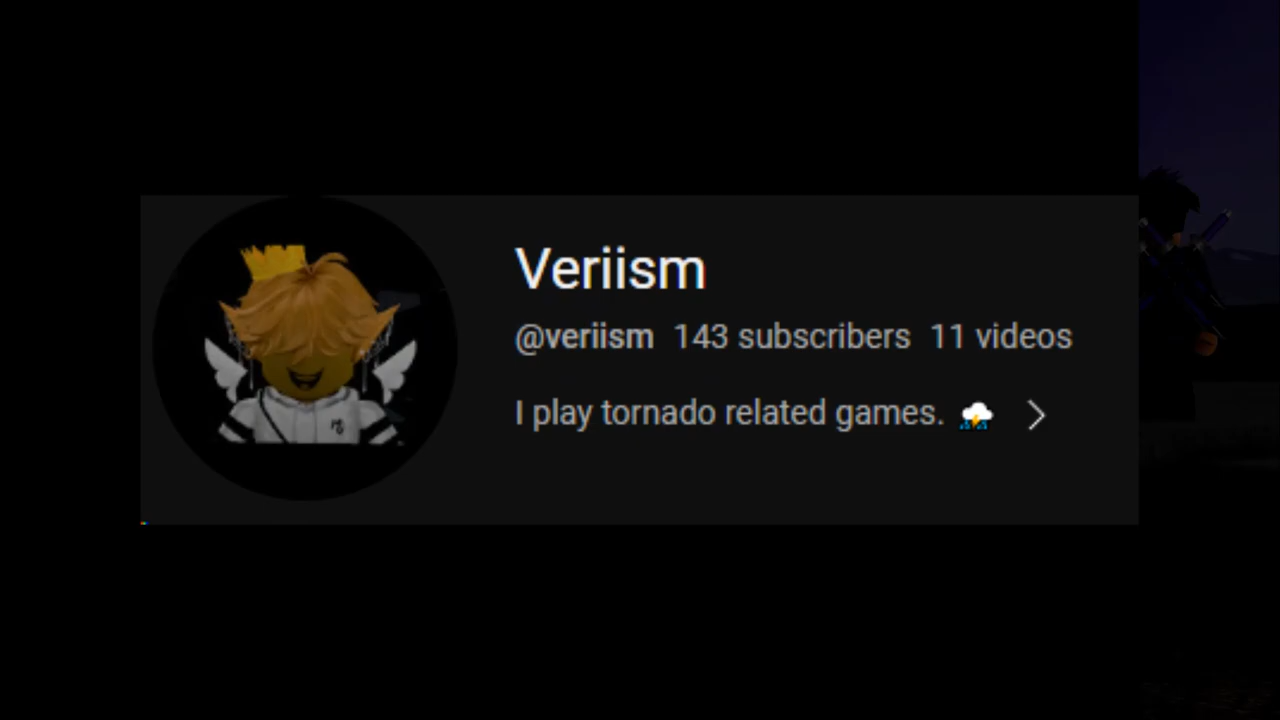 Veriism
@veriism 143 subscribers 11 videos
I play tornado related games. ⛈️